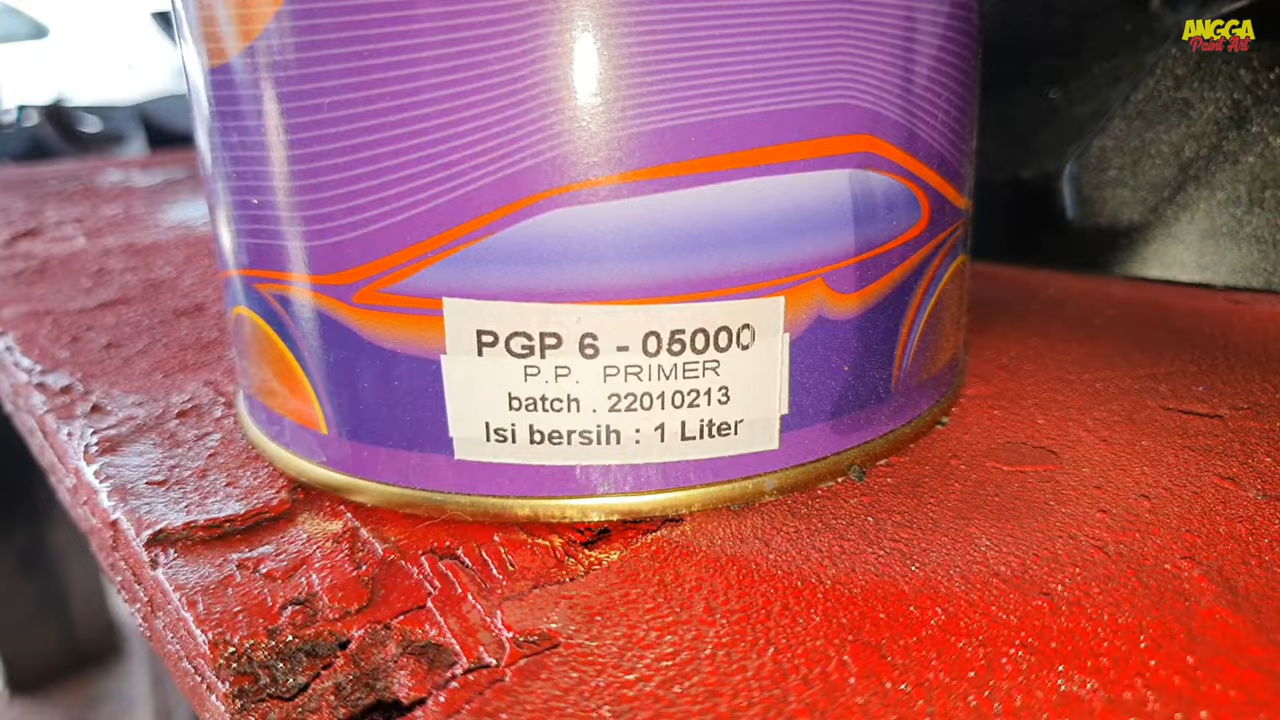 ANGGA
Paint Art
PGP 6 - 05000
P.P. PRIMER
batch . 22010213
Isi bersih : 1 Liter